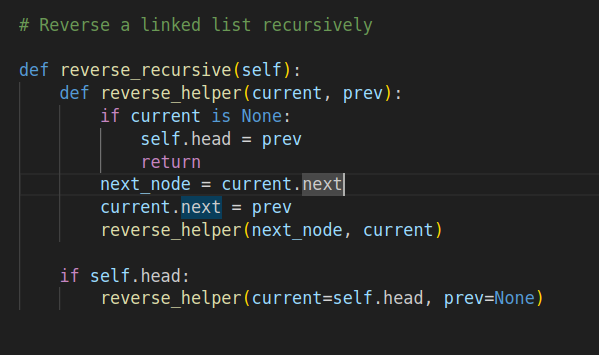 # Reverse a linked list recursively
def reverse_recursive(self):
    def reverse_helper(current, prev):
        if current is None:
            self.head = prev
            return
        next_node = current.next
        current.next = prev
        reverse_helper(next_node, current)
    if self.head:
        reverse_helper(current=self.head, prev=None)